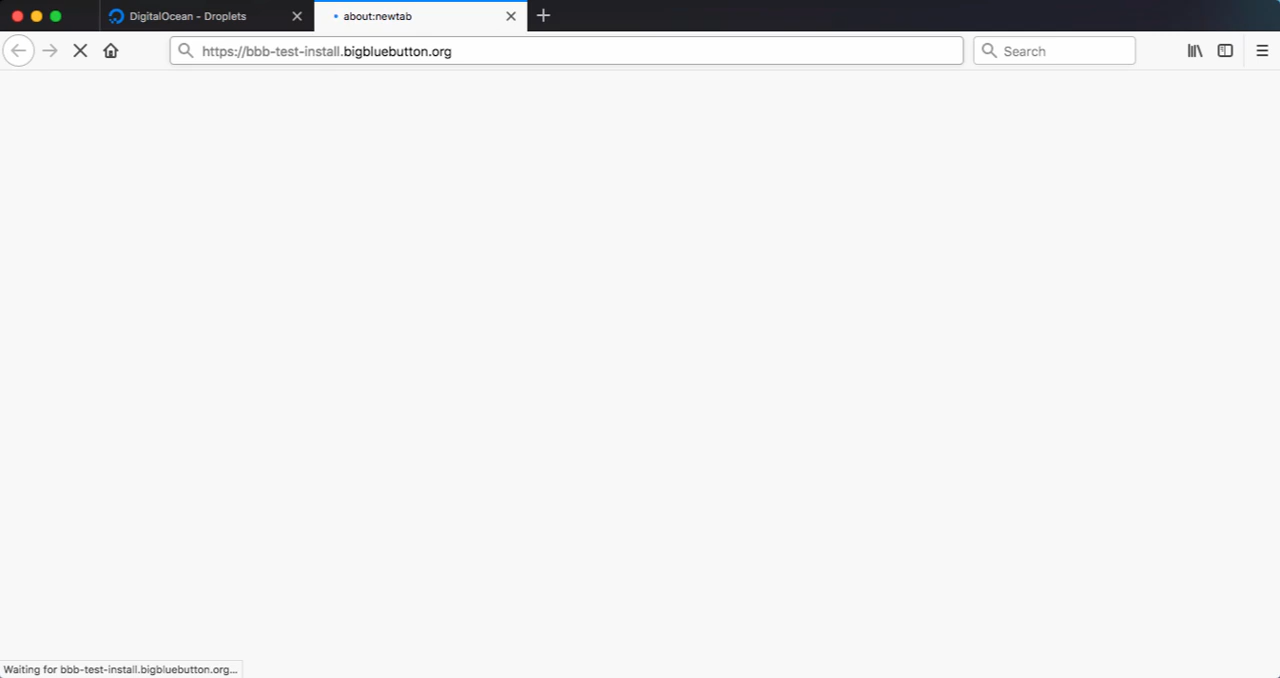 DigitalOcean - Droplets
about:newtab
https://bbb-test-install.bigbluebutton.org
Search
Waiting for bbb-test-install.bigbluebutton.org...